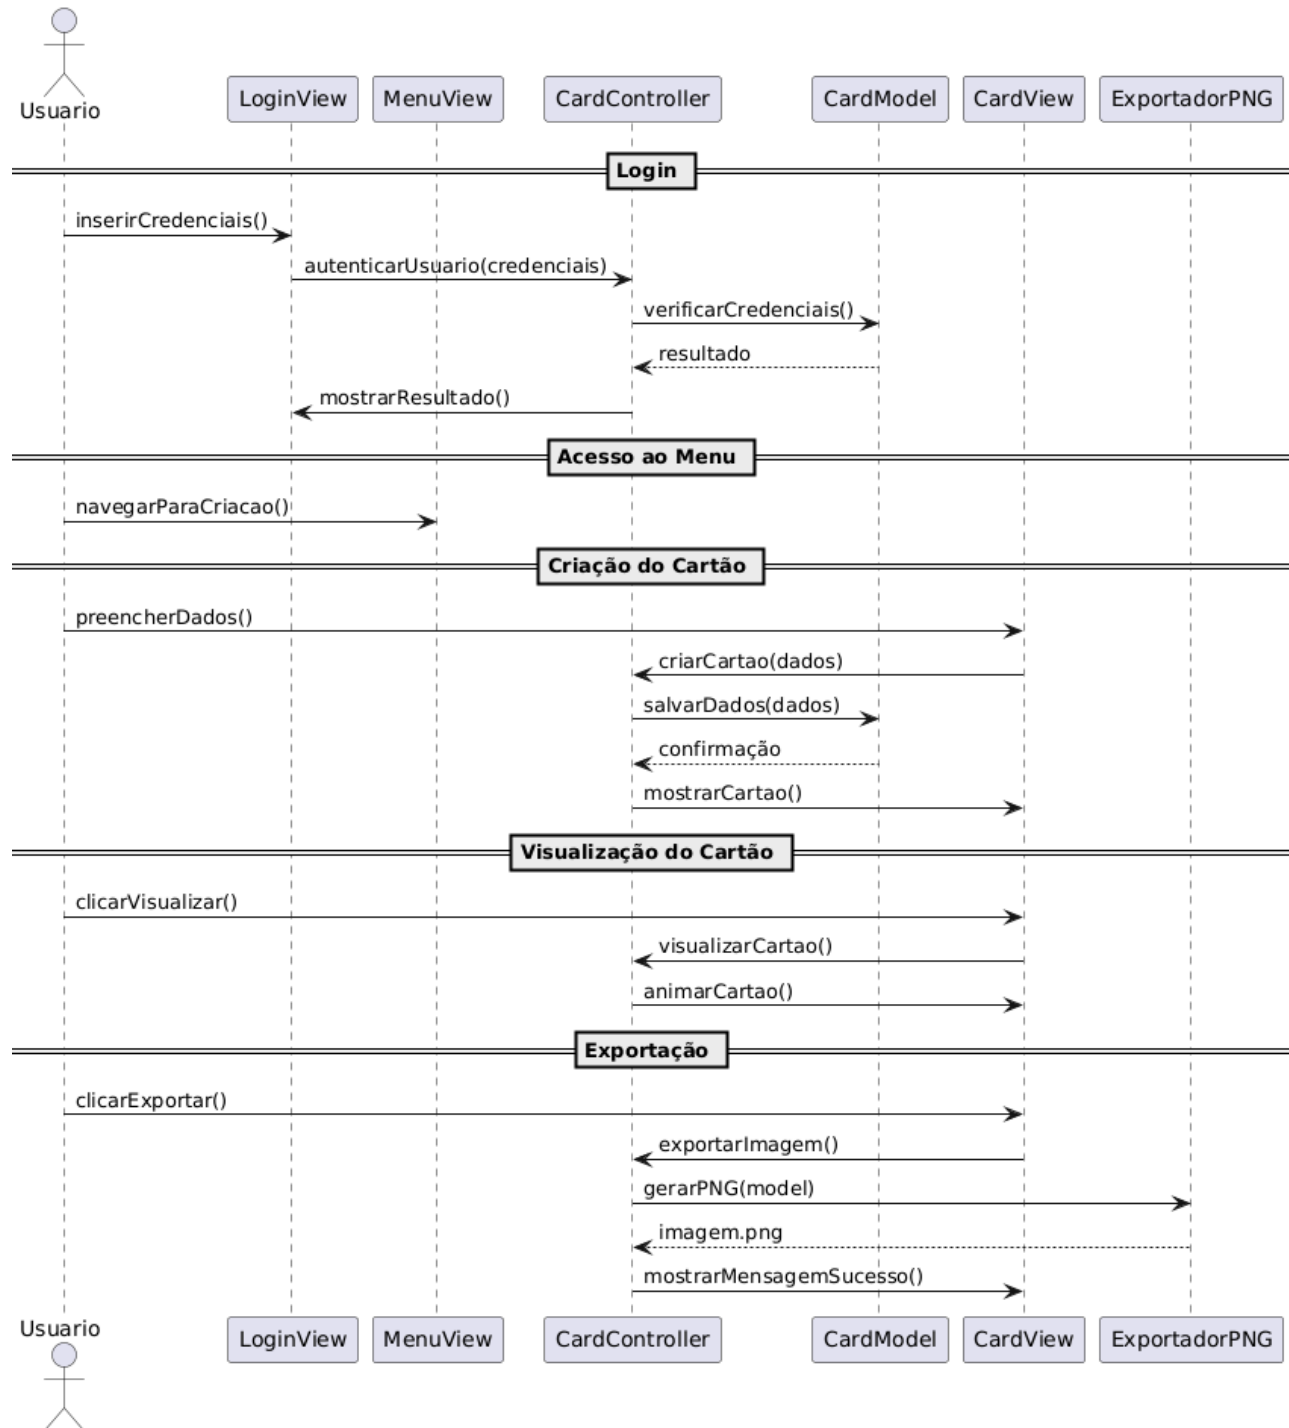 Usuario
LoginView
MenuView
CardController
CardModel
CardView
ExportadorPNG
Login
inserirCredenciais()
autenticarUsuario(credenciais)
verificarCredenciais()
resultado
mostrarResultado()
Acesso ao Menu
navegarParaCriacao()
Criação do Cartão
preencherDados()
criarCartao(dados)
salvarDados(dados)
confirmação
mostrarCartao()
Visualização do Cartão
clicarVisualizar()
visualizarCartao()
animarCartao()
Exportação
clicarExportar()
exportarImagem()
gerarPNG(model)
imagem.png
mostrarMensagemSucesso()
Usuario
LoginView
MenuView
CardController
CardModel
CardView
ExportadorPNG